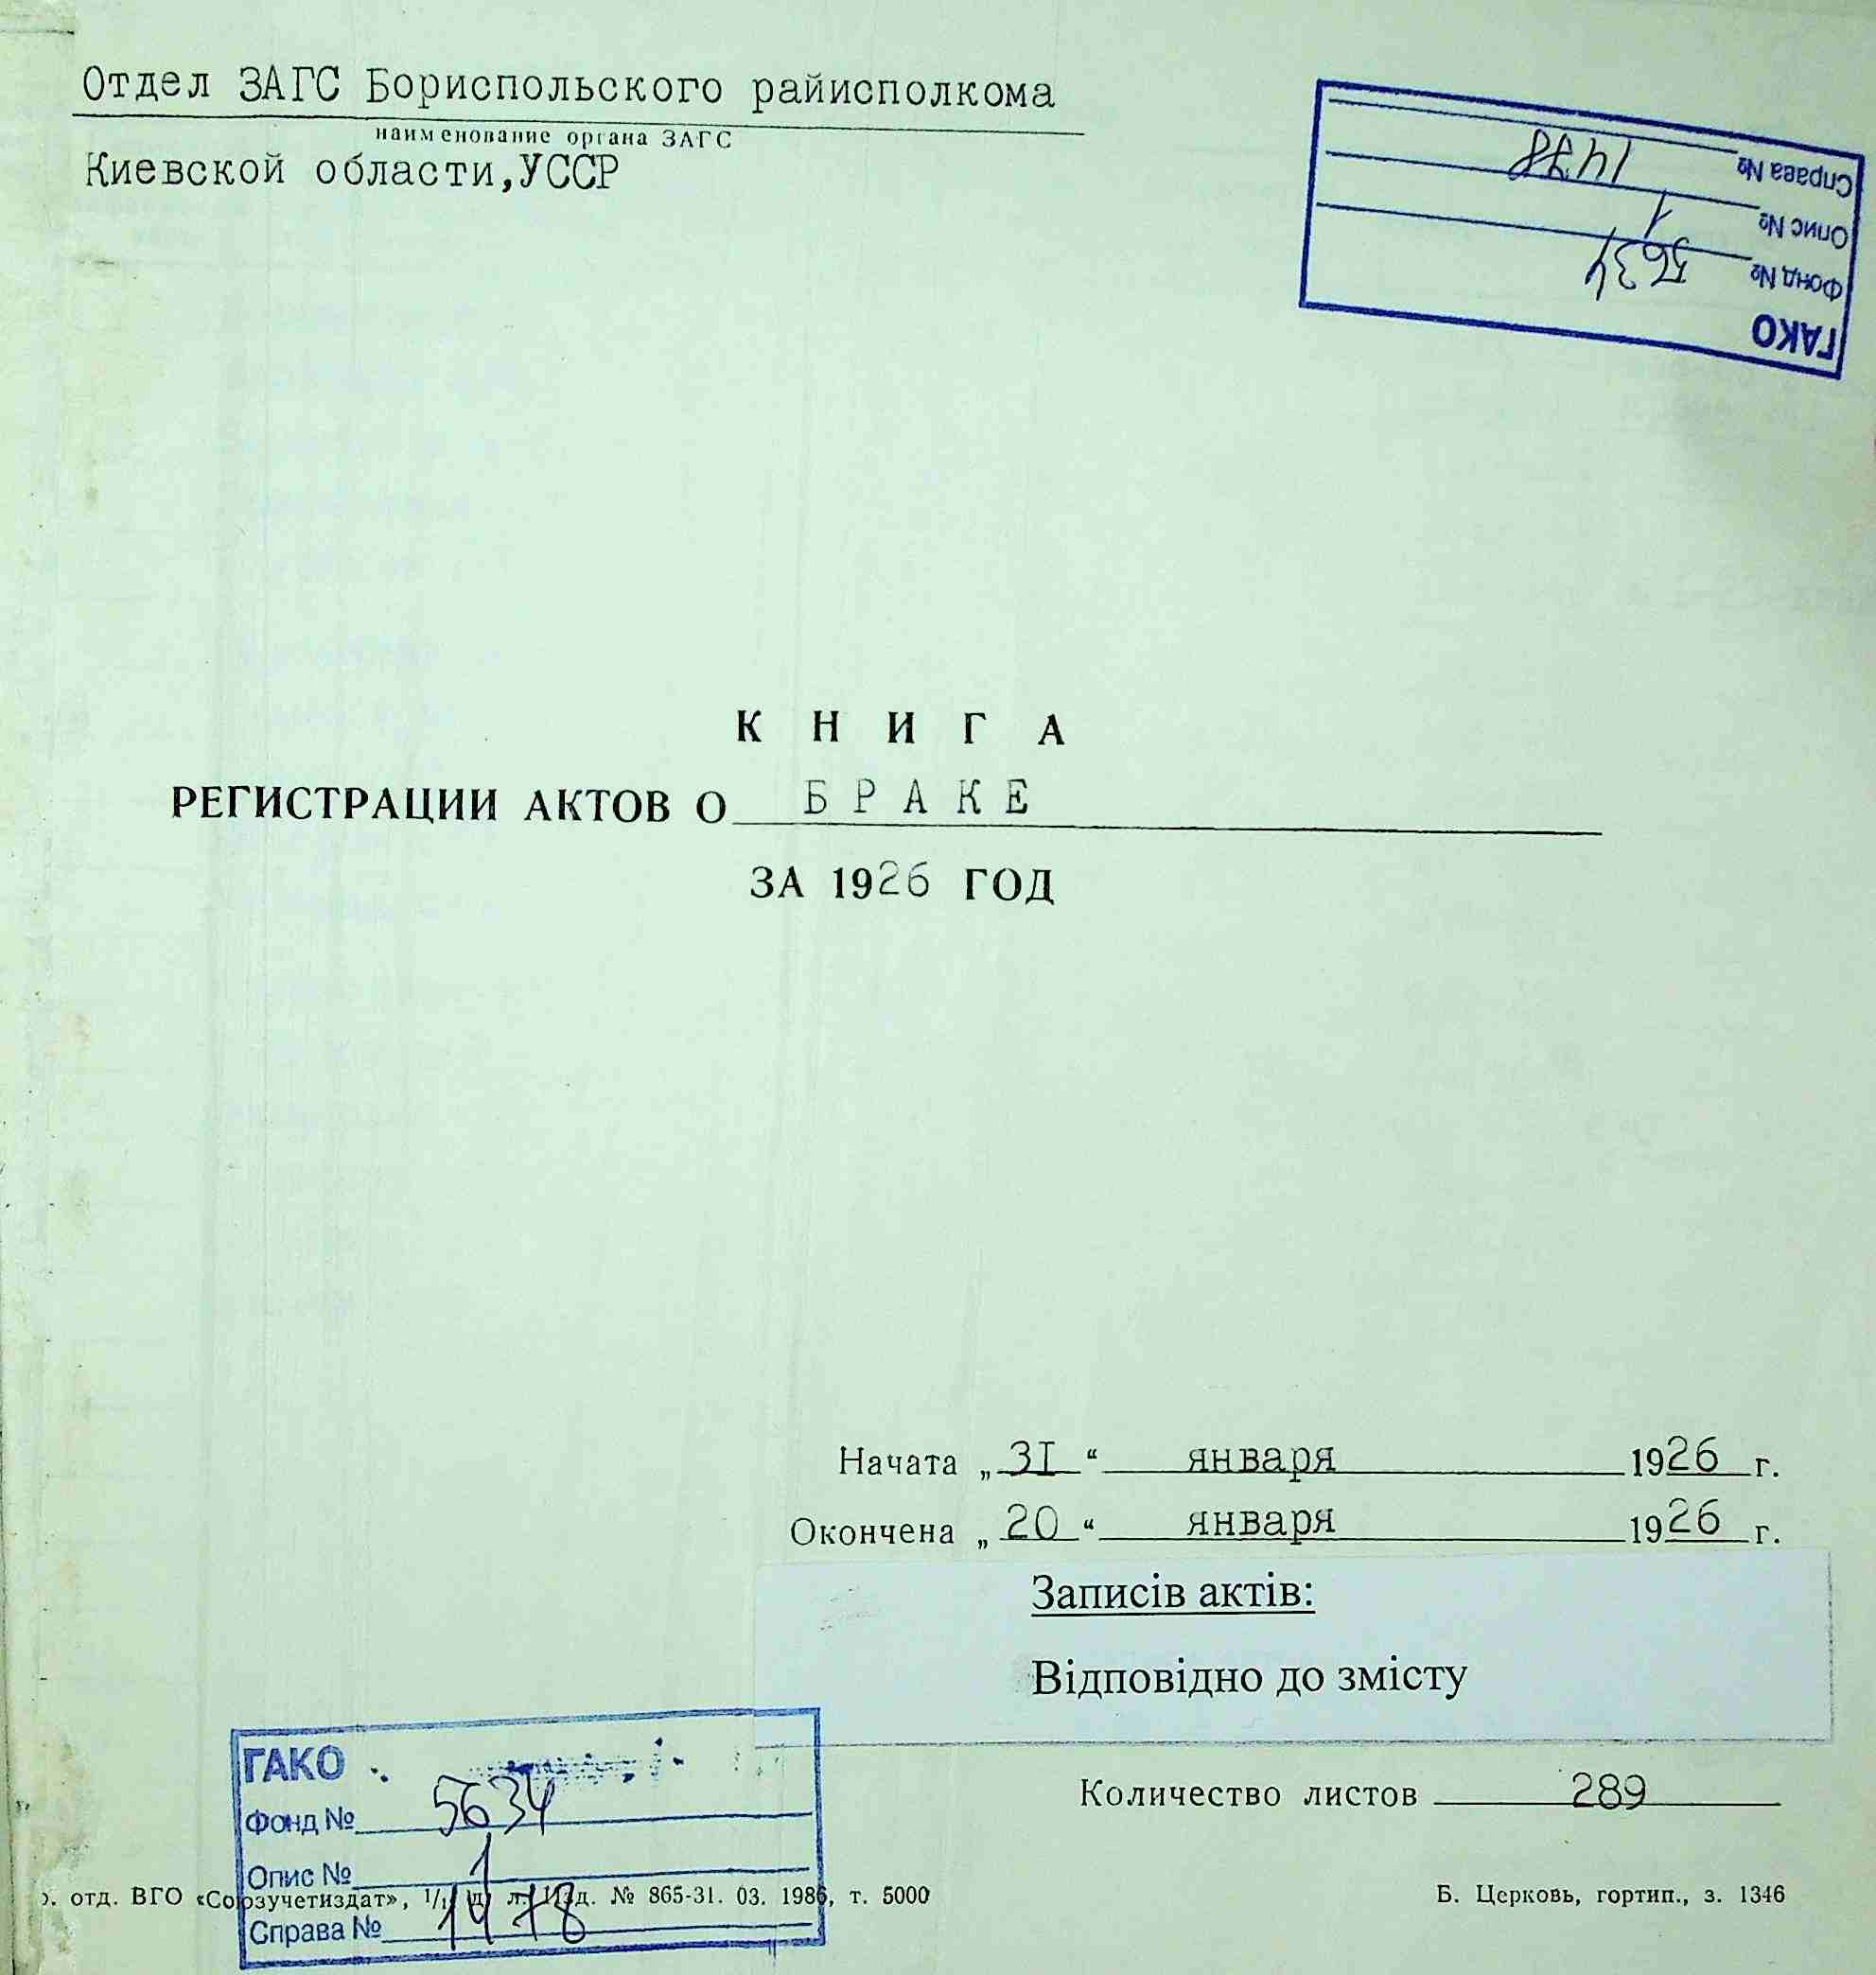 Отдел ЗАГС Бориспольского райисполкома
наименование органа ЗАГС
Киевской области,УССР
ГАКО
Фонд № 5634
Опис № 1
Справа № 1478
К Н И Г А
РЕГИСТРАЦИИ АКТОВ О Б Р А К Е
ЗА 1926 ГОД
Начата „ 3I “ января 1926 г.
Окончена „ 20 “ января 1926 г.
Записів актів:
Відповідно до змісту
Количество листов 289
ГАКО
Фонд № 5634
Опис № 1
Справа № 1478
отд. ВГО «Союзучетиздат», Изд. № 865-31. 03. 1986, т. 5000
Б. Церковь, гортип., з. 1346